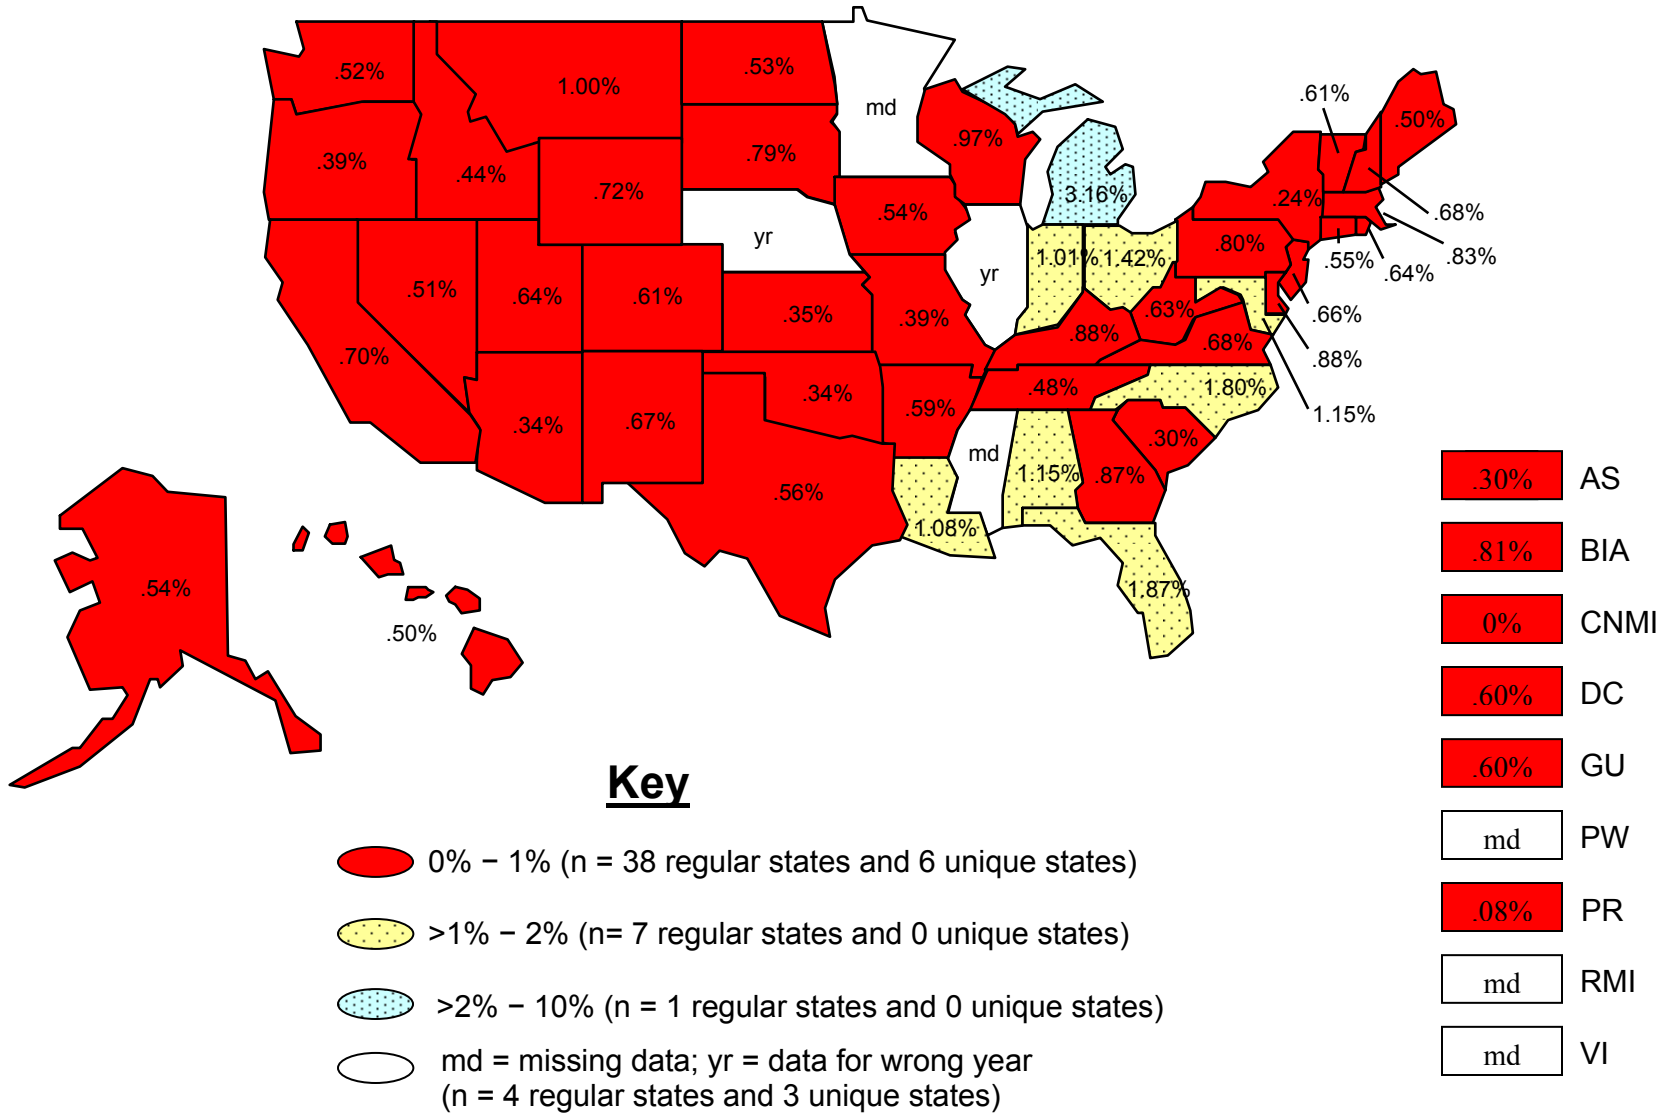 .52%
1.00%
.53%
md
.97%
.61%
.50%
.39%
.44%
.72%
.79%
3.16%
.24%
.68%
.83%
.64%
.55%
.80%
.54%
yr
yr
1.01%
1.42%
.51%
.64%
.61%
.35%
.39%
.88%
.63%
.68%
.66%
.88%
1.15%
.70%
.34%
.67%
.34%
.59%
.48%
1.80%
.30%
.56%
md
1.15%
.87%
1.08%
1.87%
.54%
.50%
.30% AS
.81% BIA
0% CNMI
.60% DC
.60% GU
md PW
.08% PR
md RMI
md VI
Key
0% − 1% (n = 38 regular states and 6 unique states)
>1% − 2% (n= 7 regular states and 0 unique states)
>2% − 10% (n = 1 regular states and 0 unique states)
md = missing data; yr = data for wrong year
(n = 4 regular states and 3 unique states)